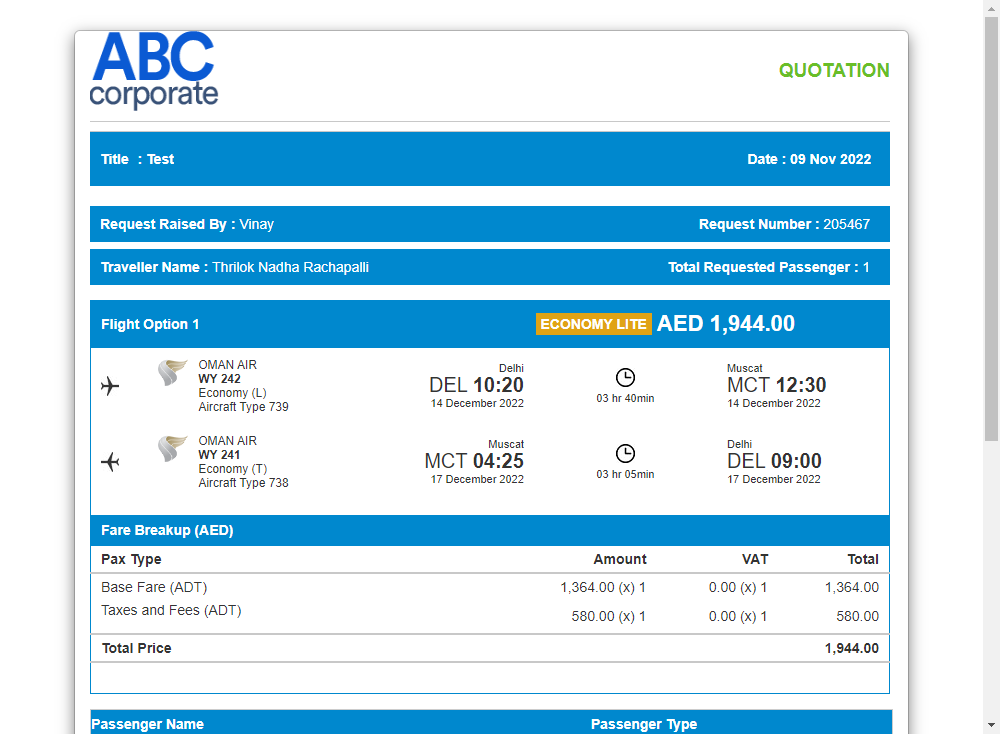 ABC
corporate
QUOTATION
Title : Test
Date : 09 Nov 2022
Request Raised By : Vinay
Request Number : 205467
Traveller Name : Thrilok Nadha Rachapalli
Total Requested Passenger : 1
Flight Option 1
ECONOMY LITE AED 1,944.00
OMAN AIR
WY 242
Economy (L)
Aircraft Type 739
Delhi
DEL 10:20
14 December 2022
03 hr 40min
Muscat
MCT 12:30
14 December 2022
OMAN AIR
WY 241
Economy (T)
Aircraft Type 738
Muscat
MCT 04:25
17 December 2022
03 hr 05min
Delhi
DEL 09:00
17 December 2022
Fare Breakup (AED)
Pax Type Amount VAT Total
Base Fare (ADT) 1,364.00 (x) 1 0.00 (x) 1 1,364.00
Taxes and Fees (ADT) 580.00 (x) 1 0.00 (x) 1 580.00
Total Price 1,944.00
Passenger Name Passenger Type